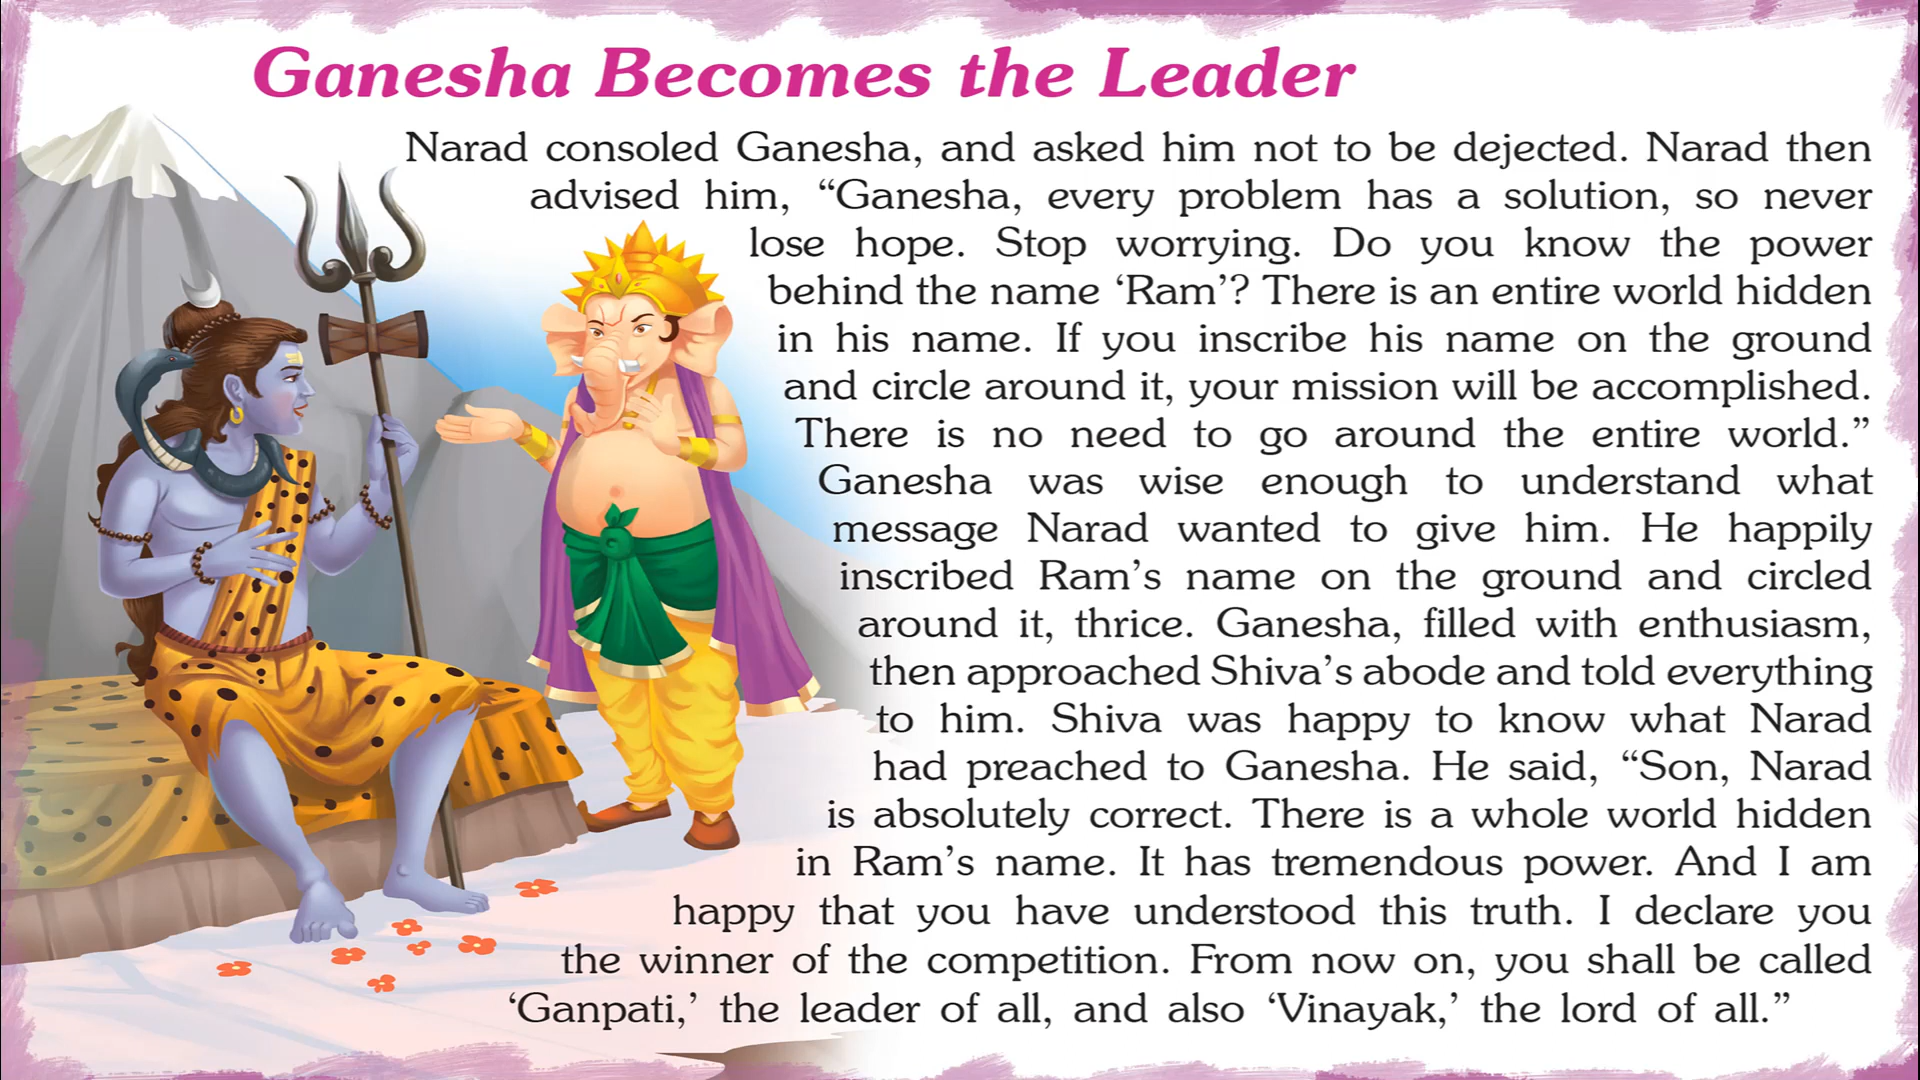 Ganesha Becomes the Leader
Narad consoled Ganesha, and asked him not to be dejected. Narad then
advised him, “Ganesha, every problem has a solution, so never
lose hope. Stop worrying. Do you know the power
behind the name ‘Ram’? There is an entire world hidden
in his name. If you inscribe his name on the ground
and circle around it, your mission will be accomplished.
There is no need to go around the entire world.”
Ganesha was wise enough to understand what
message Narad wanted to give him. He happily
inscribed Ram’s name on the ground and circled
around it, thrice. Ganesha, filled with enthusiasm,
then approached Shiva’s abode and told everything
to him. Shiva was happy to know what Narad
had preached to Ganesha. He said, “Son, Narad
is absolutely correct. There is a whole world hidden
in Ram’s name. It has tremendous power. And I am
happy that you have understood this truth. I declare you
the winner of the competition. From now on, you shall be called
‘Ganpati,’ the leader of all, and also ‘Vinayak,’ the lord of all.”